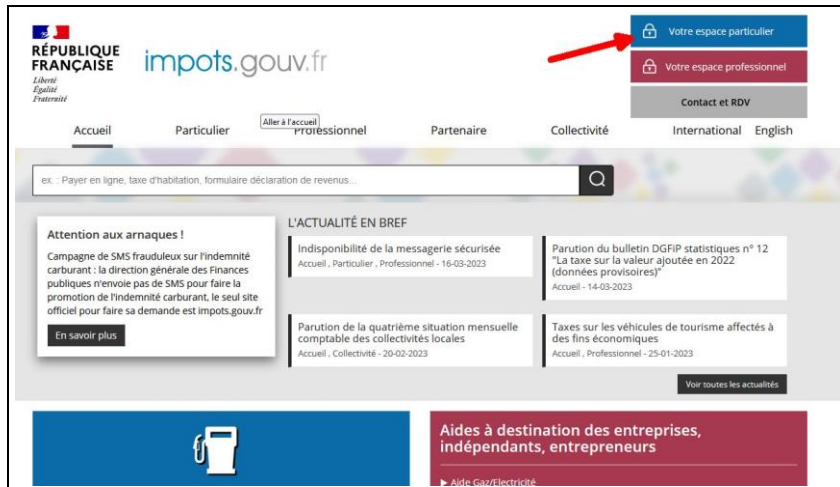 RÉPUBLIQUE
FRANÇAISE
Liberté
Égalité
Fraternité
impots.gouv.fr
Votre espace particulier
Votre espace professionnel
Contact et RDV
Aller à l'accueil
Accueil Particulier Professionnel Partenaire Collectivité International English
ex. : Payer en ligne, taxe d'habitation, formulaire déclaration de revenus...
Attention aux arnaques !
Campagne de SMS frauduleux sur l'indemnité
carburant : la direction générale des Finances
publiques n'envoie pas de SMS pour faire la
promotion de l'indemnité carburant, le seul site
officiel pour faire sa demande est impots.gouv.fr
En savoir plus
L'ACTUALITÉ EN BREF
Indisponibilité de la messagerie sécurisée
Accueil , Particulier , Professionnel - 16-03-2023
Parution du bulletin DGFiP statistiques n° 12
"La taxe sur la valeur ajoutée en 2022
(données provisoires)"
Accueil - 14-03-2023
Parution de la quatrième situation mensuelle
comptable des collectivités locales
Accueil , Collectivité - 20-02-2023
Taxes sur les véhicules de tourisme affectés à
des fins économiques
Accueil , Professionnel - 25-01-2023
Voir toutes les actualités
Aides à destination des entreprises,
indépendants, entrepreneurs
▶ Aide Gaz/Electricité